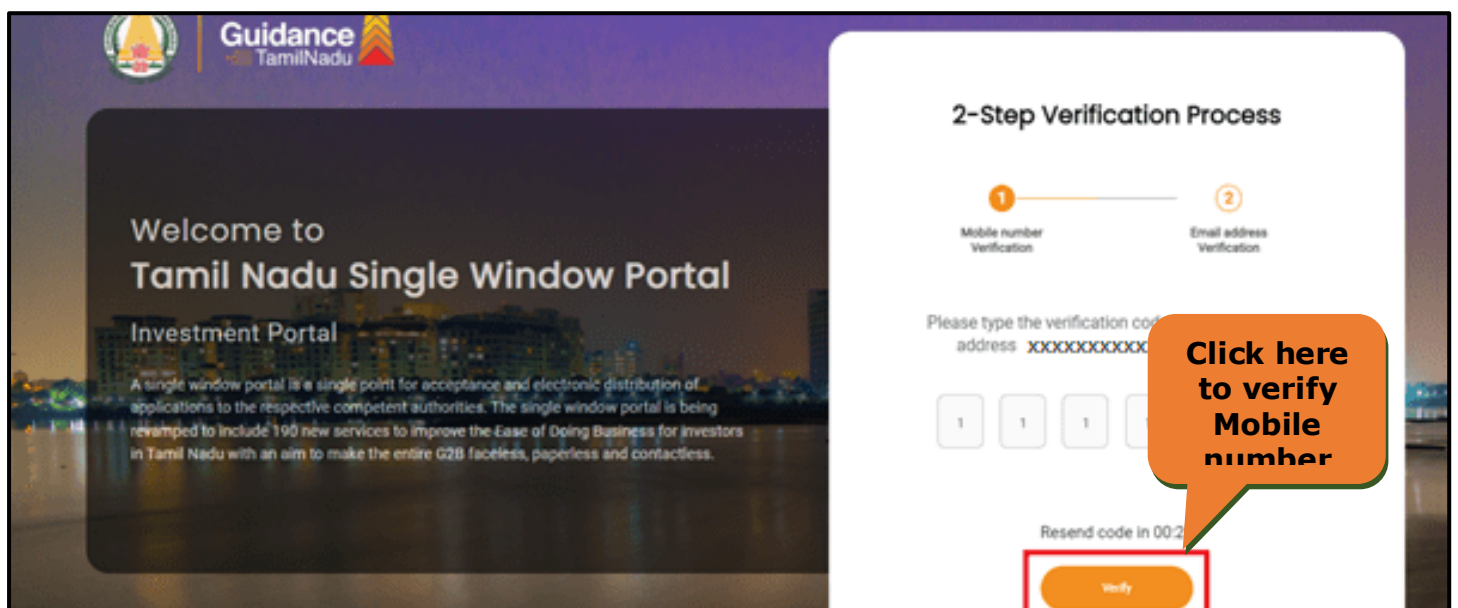 Guidance
TamilNadu
Welcome to
Tamil Nadu Single Window Portal
Investment Portal
A single window portal is a single point for acceptance and electronic distribution of
applications to the respective competent authorities. The single window portal is being
revamped to include 190 new services to improve the Ease of Doing Business for investors
in Tamil Nadu with an aim to make the entire G2B faceless, paperless and contactless.
2-Step Verification Process
1
2
Mobile number
Verification
Email address
Verification
Please type the verification
address xxxxxxxxxx
1 1 1
Resend code in 00:2
Verify
Click here
to verify
Mobile
number